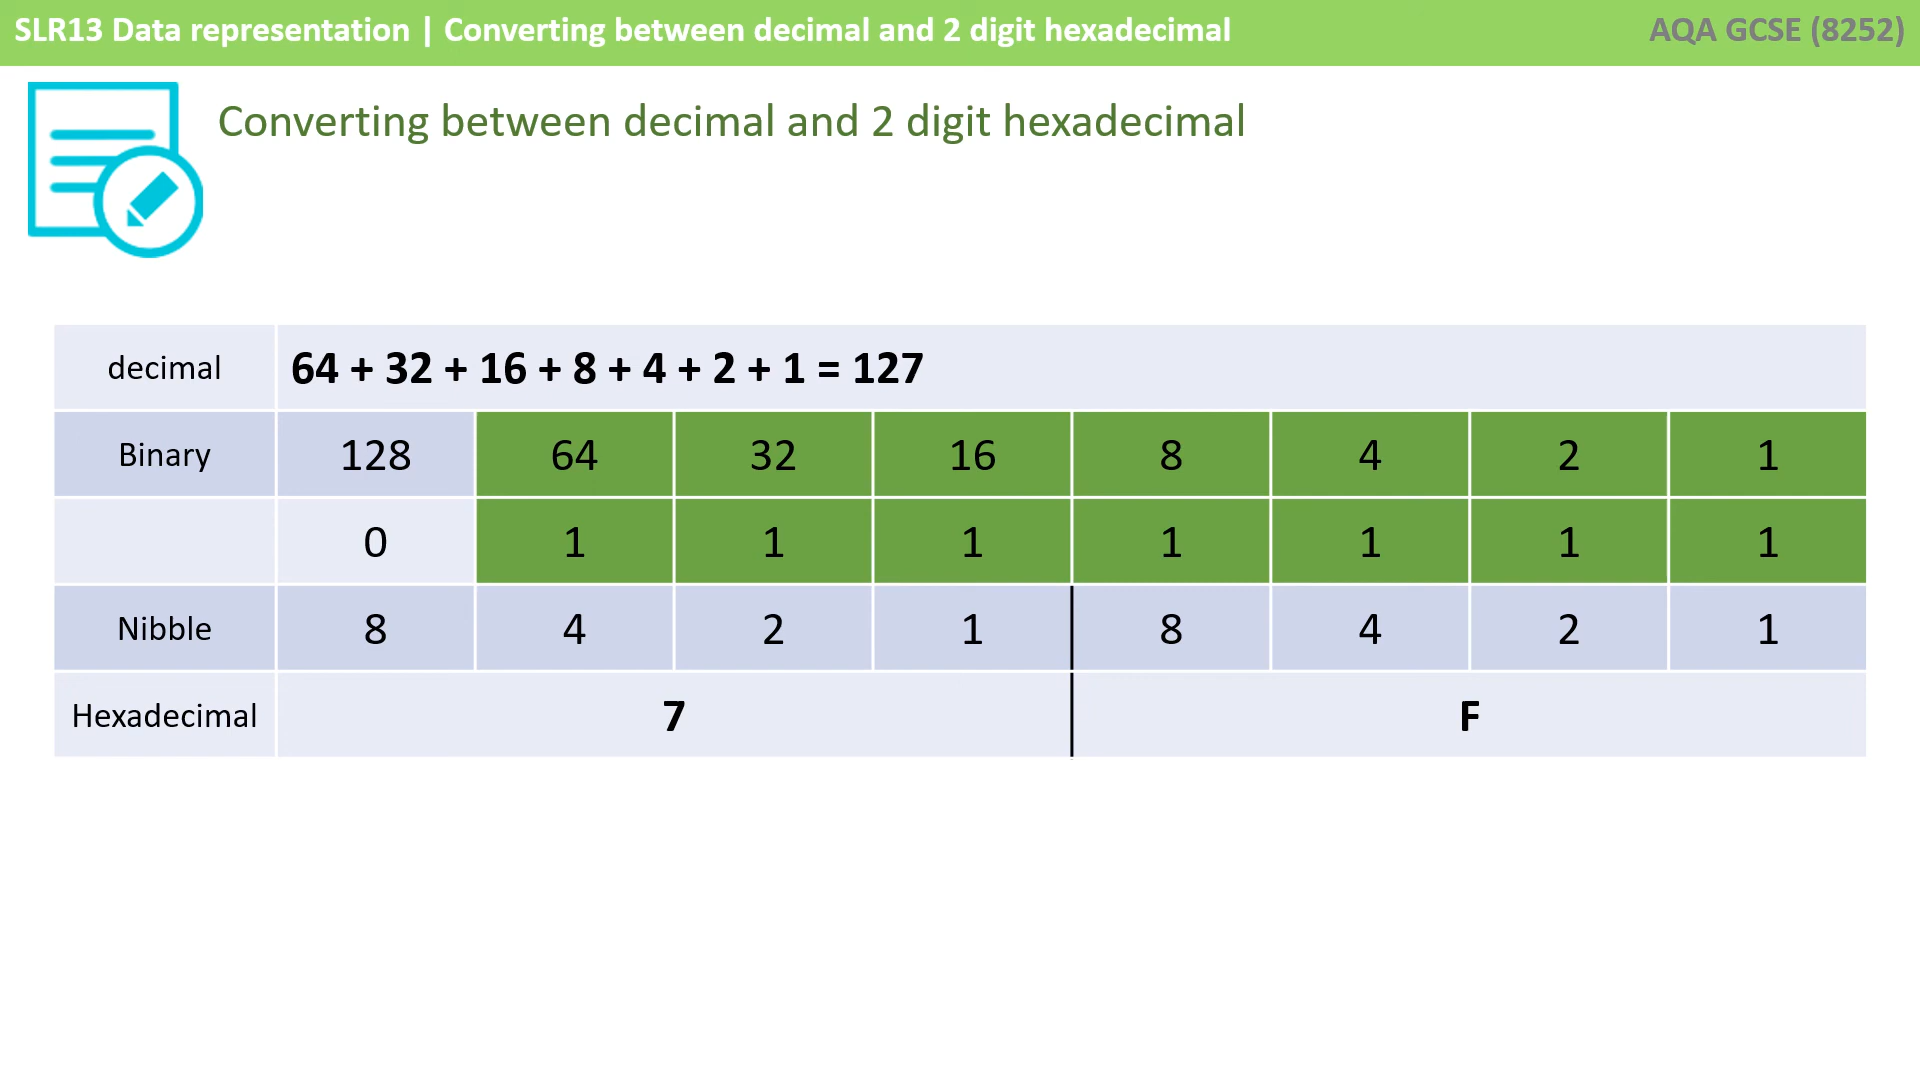 SLR13 Data representation | Converting between decimal and 2 digit hexadecimal
AQA GCSE (8252)
Converting between decimal and 2 digit hexadecimal
decimal 64 + 32 + 16 + 8 + 4 + 2 + 1 = 127
Binary 128 64 32 16 8 4 2 1
0 1 1 1 1 1 1 1
Nibble 8 4 2 1 8 4 2 1
Hexadecimal 7 F